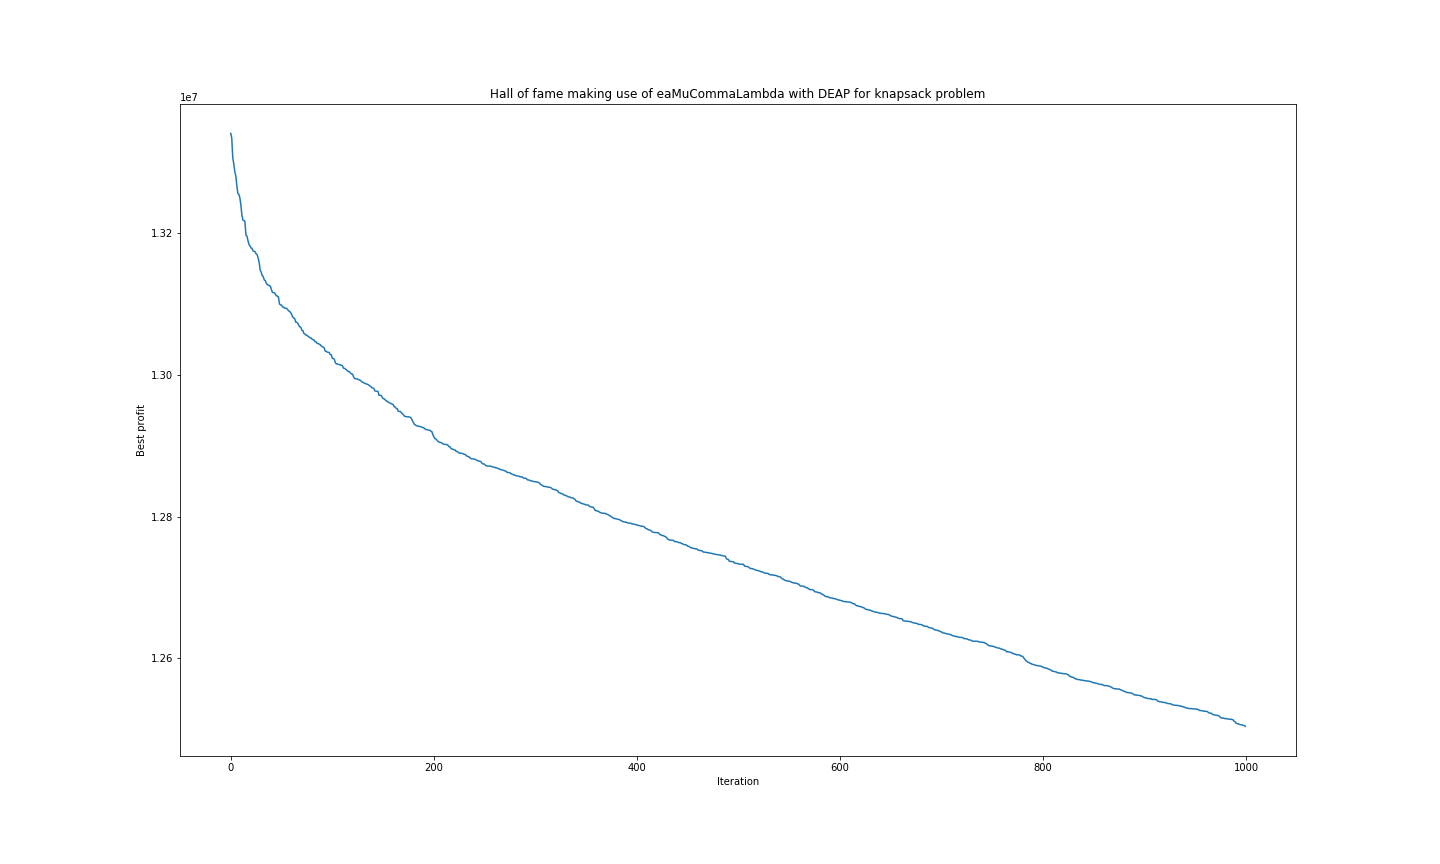 Hall of fame making use of eaMuCommaLambda with DEAP for knapsack problem
1e7
1.32
1.30
1.28
1.26
Best profit
0 200 400 600 800 1000
Iteration